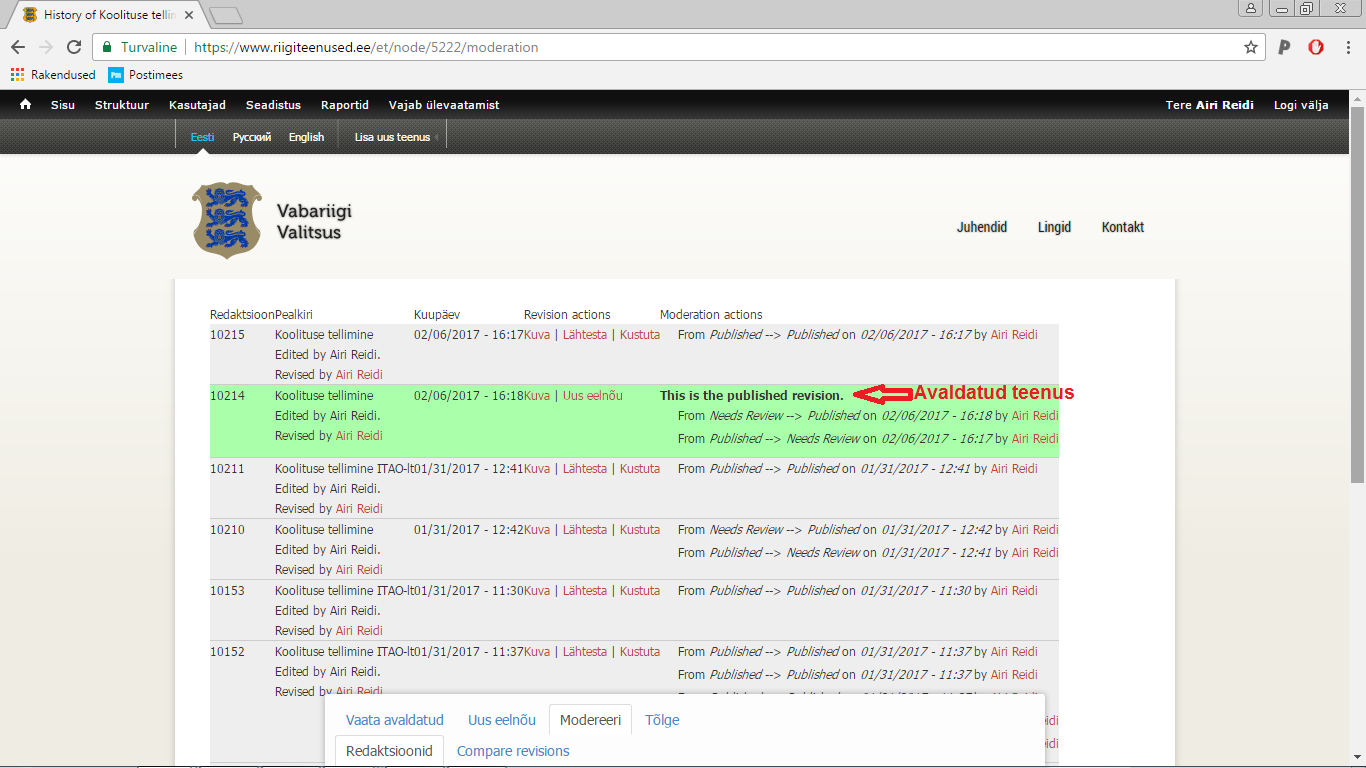 History of Koolituse tellin
Turvaline https://www.riigiteenused.ee/et/node/5222/moderation
Rakendused Pm Postimees
Sisu Struktuur Kasutajad Seadistus Raportid Vajab ülevaatamist Tere Airi Reidi Logi välja
Eesti Русский English Lisa uus teenus
Vabariigi
Valitsus
Juhendid Lingid Kontakt
Redaktsioon Pealkiri Kuupäev Revision actions Moderation actions
10215 Koolituse tellimine 02/06/2017 - 16:17 Kuva | Lähtesta | Kustuta From Published --> Published on 02/06/2017 - 16:17 by Airi Reidi
Edited by Airi Reidi.
Revised by Airi Reidi
10214 Koolituse tellimine 02/06/2017 - 16:18 Kuva | Uus eelnõu This is the published revision. Avaldatud teenus
Edited by Airi Reidi. From Needs Review --> Published on 02/06/2017 - 16:18 by Airi Reidi
Revised by Airi Reidi From Published --> Needs Review on 02/06/2017 - 16:17 by Airi Reidi
10211 Koolituse tellimine ITAO-lt 01/31/2017 - 12:41 Kuva | Lähtesta | Kustuta From Published --> Published on 01/31/2017 - 12:41 by Airi Reidi
Edited by Airi Reidi.
Revised by Airi Reidi
10210 Koolituse tellimine 01/31/2017 - 12:42 Kuva | Lähtesta | Kustuta From Needs Review --> Published on 01/31/2017 - 12:42 by Airi Reidi
Edited by Airi Reidi. From Published --> Needs Review on 01/31/2017 - 12:41 by Airi Reidi
Revised by Airi Reidi
10153 Koolituse tellimine ITAO-lt 01/31/2017 - 11:30 Kuva | Lähtesta | Kustuta From Published --> Published on 01/31/2017 - 11:30 by Airi Reidi
Edited by Airi Reidi.
Revised by Airi Reidi
10152 Koolituse tellimine ITAO-lt 01/31/2017 - 11:37 Kuva | Lähtesta | Kustuta From Published --> Published on 01/31/2017 - 11:37 by Airi Reidi
Edited by Airi Reidi. From Published --> Published on 01/31/2017 - 11:37 by Airi Reidi
Revised by Airi Reidi
Vaata avaldatud Uus eelnõu Modereeri Tõlge
Redaktsioonid Compare revisions